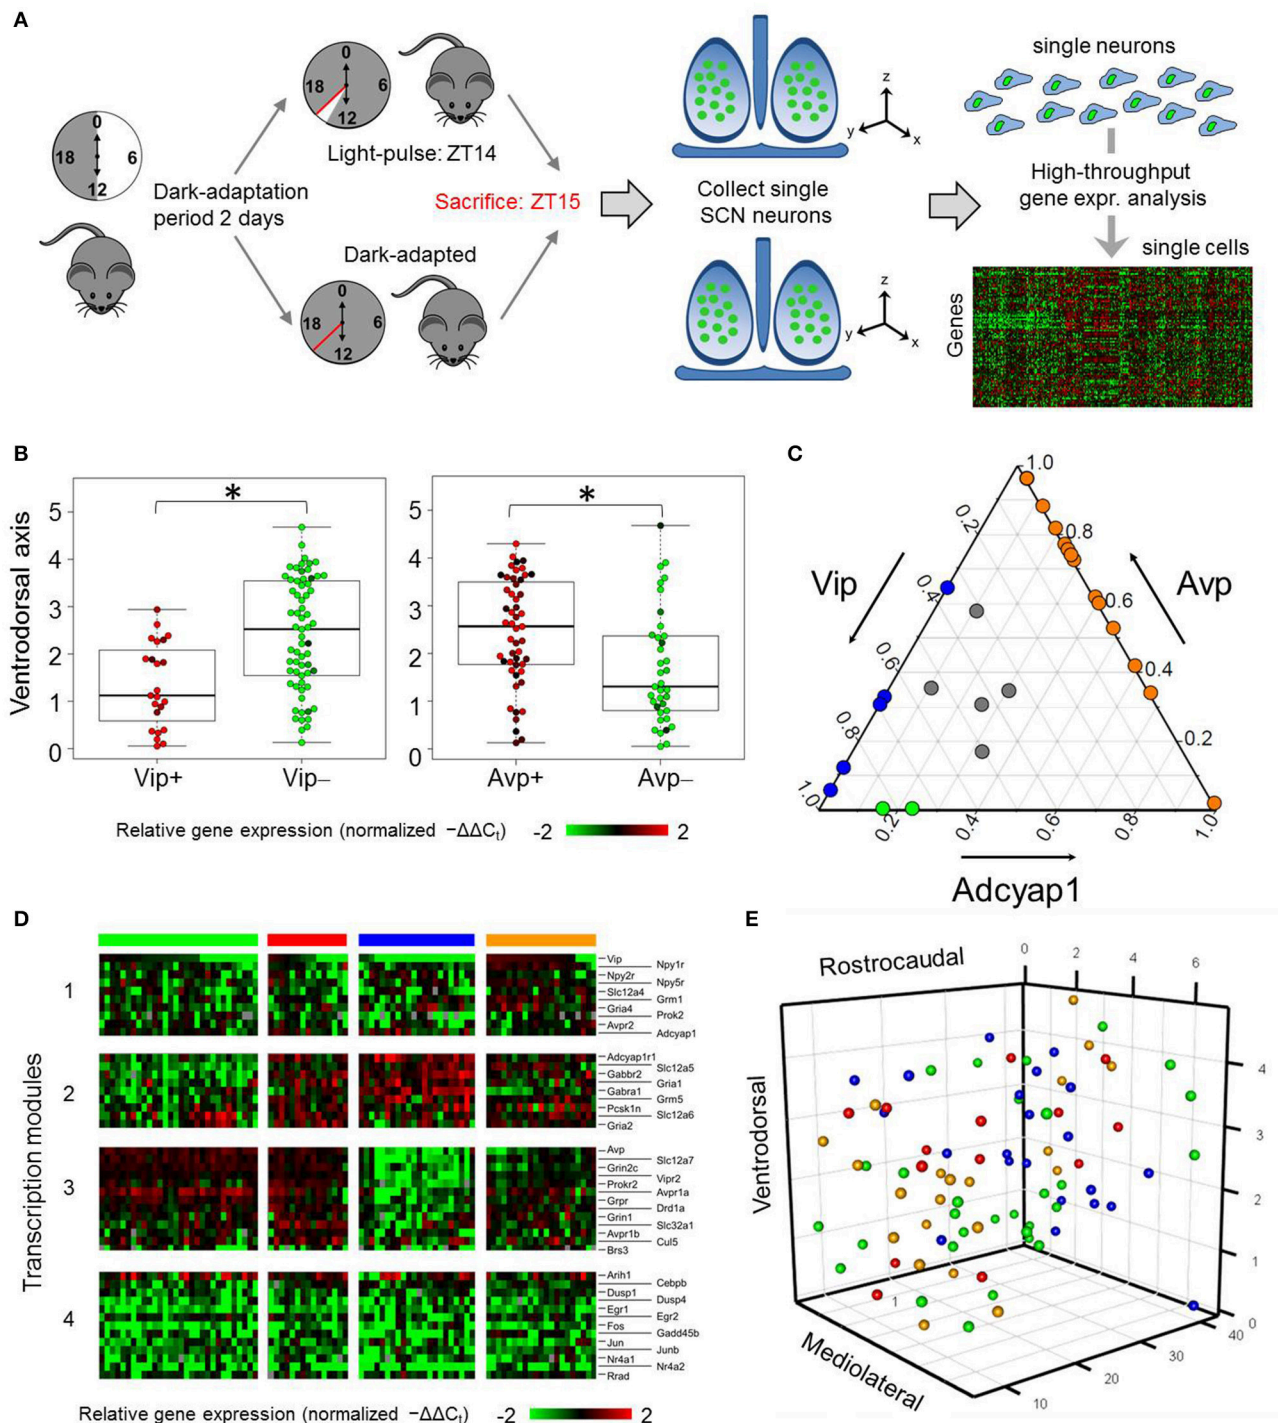 A
0
18
6
12
Dark-adaptation
period 2 days
0
18
6
12
Light-pulse: ZT14
Sacrifice: ZT15
Dark-adapted
0
18
6
12
z
y
x
Collect single
SCN neurons
z
y
x
single neurons
High-throughput
gene expr. analysis
single cells
Genes
B
Ventrodorsal axis
5
4
3
2
1
0
*
Vip+
Vip–
5
4
3
2
1
0
*
Avp+
Avp–
Relative gene expression (normalized −ΔΔCt)
-2
2
C
Vip
Avp
Adcyap1
0.2
0.4
0.6
0.8
1.0
1.0
0.8
0.6
0.4
0.2
0.2
0.4
0.6
0.8
1.0
D
Transcription modules
1
Vip
Npy1r
Npy2r
Npy5r
Slc12a4
Grm1
Gria4
Prok2
Avpr2
Adcyap1
2
Adcyap1r1
Slc12a5
Gabbr2
Gria1
Gabra1
Grm5
Pcsk1n
Slc12a6
Gria2
3
Avp
Slc12a7
Grin2c
Vipr2
Prokr2
Avpr1a
Grpr
Drd1a
Grin1
Slc32a1
Avpr1b
Cul5
Brs3
4
Arih1
Cebpb
Dusp1
Dusp4
Egr1
Egr2
Fos
Gadd45b
Jun
Junb
Nr4a1
Nr4a2
Rrad
Relative gene expression (normalized −ΔΔCt)
-2
2
E
Rostrocaudal
0
2
4
6
Ventrodorsal
4
3
2
1
0
1
Mediolateral
10
20
30
40